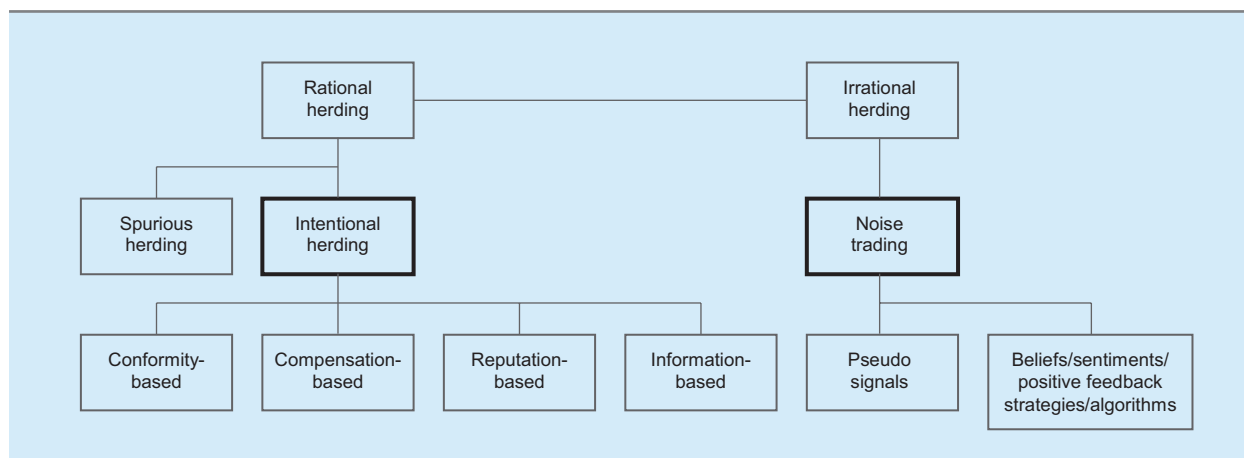 Rational
herding
Irrational
herding
Spurious
herding
Intentional
herding
Noise
trading
Conformity-
based
Compensation-
based
Reputation-
based
Information-
based
Pseudo
signals
Beliefs/sentiments/
positive feedback
strategies/algorithms